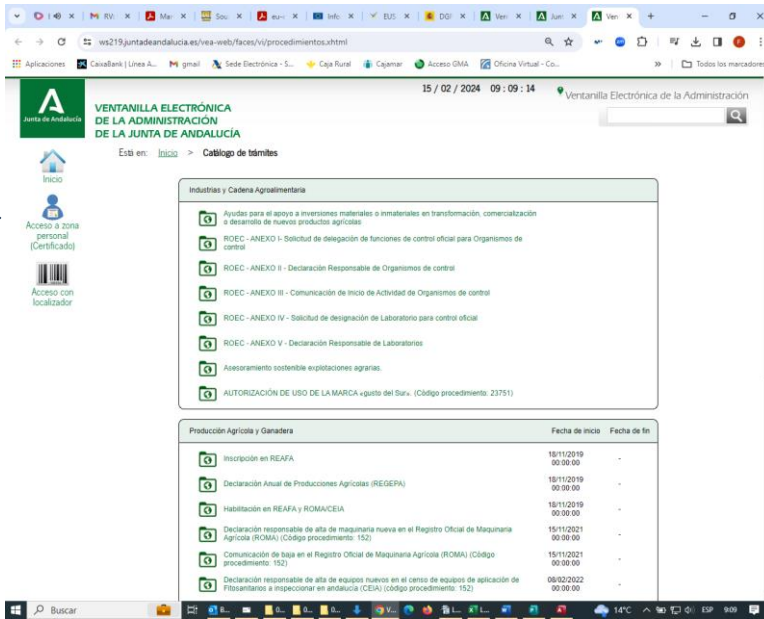 RV:
Mar
Sou
eu-
Info
EUS
DGI
Ven
Junt
Ven
ws219.juntadeandalucia.es/vea-web/faces/vi/procedimientos.xhtml
Aplicaciones
CaixaBank | Línea A...
gmail
Sede Electrónica - S...
Caja Rural
Cajamar
Acceso GMA
Oficina Virtual - Co...
»
Todos los marcadores
15 / 02 / 2024 09 : 09 : 14
Ventanilla Electrónica de la Administración
Junta de Andalucía
VENTANILLA ELECTRÓNICA
DE LA ADMINISTRACIÓN
DE LA JUNTA DE ANDALUCÍA
Está en: Inicio > Catálogo de trámites
Inicio
Acceso a zona
personal
(Certificado)
Acceso con
localizador
Industrias y Cadena Agroalimentaria
Ayudas para el apoyo a inversiones materiales o inmateriales en transformación, comercialización
o desarrollo de nuevos productos agrícolas
ROEC - ANEXO I- Solicitud de delegación de funciones de control oficial para Organismos de
control
ROEC - ANEXO II - Declaración Responsable de Organismos de control
ROEC - ANEXO III - Comunicación de Inicio de Actividad de Organismos de control
ROEC - ANEXO IV - Solicitud de designación de Laboratorio para control oficial
ROEC - ANEXO V - Declaración Responsable de Laboratorios
Asesoramiento sostenible explotaciones agrarias.
AUTORIZACIÓN DE USO DE LA MARCA «gusto del Sur». (Código procedimiento: 23751)
Producción Agrícola y Ganadera Fecha de inicio Fecha de fin
Inscripción en REAFA 18/11/2019 00:00:00 -
Declaración Anual de Producciones Agrícolas (REGEPA) 18/11/2019 00:00:00 -
Habilitación en REAFA y ROMA/CEIA 18/11/2019 00:00:00 -
Declaración responsable de alta de maquinaria nueva en el Registro Oficial de Maquinaria
Agrícola (ROMA) (Código procedimiento: 152) 15/11/2021 00:00:00 -
Comunicación de baja en el Registro Oficial de Maquinaria Agrícola (ROMA) (Código
procedimiento: 152) 15/11/2021 00:00:00 -
Declaración responsable de alta de equipos nuevos en el censo de equipos de aplicación de
Fitosanitarios a inspeccionar en andalucia (CEIA) (código procedimiento: 152) 08/02/2022 00:00:00 -
Buscar
14°C
ESP
9:09